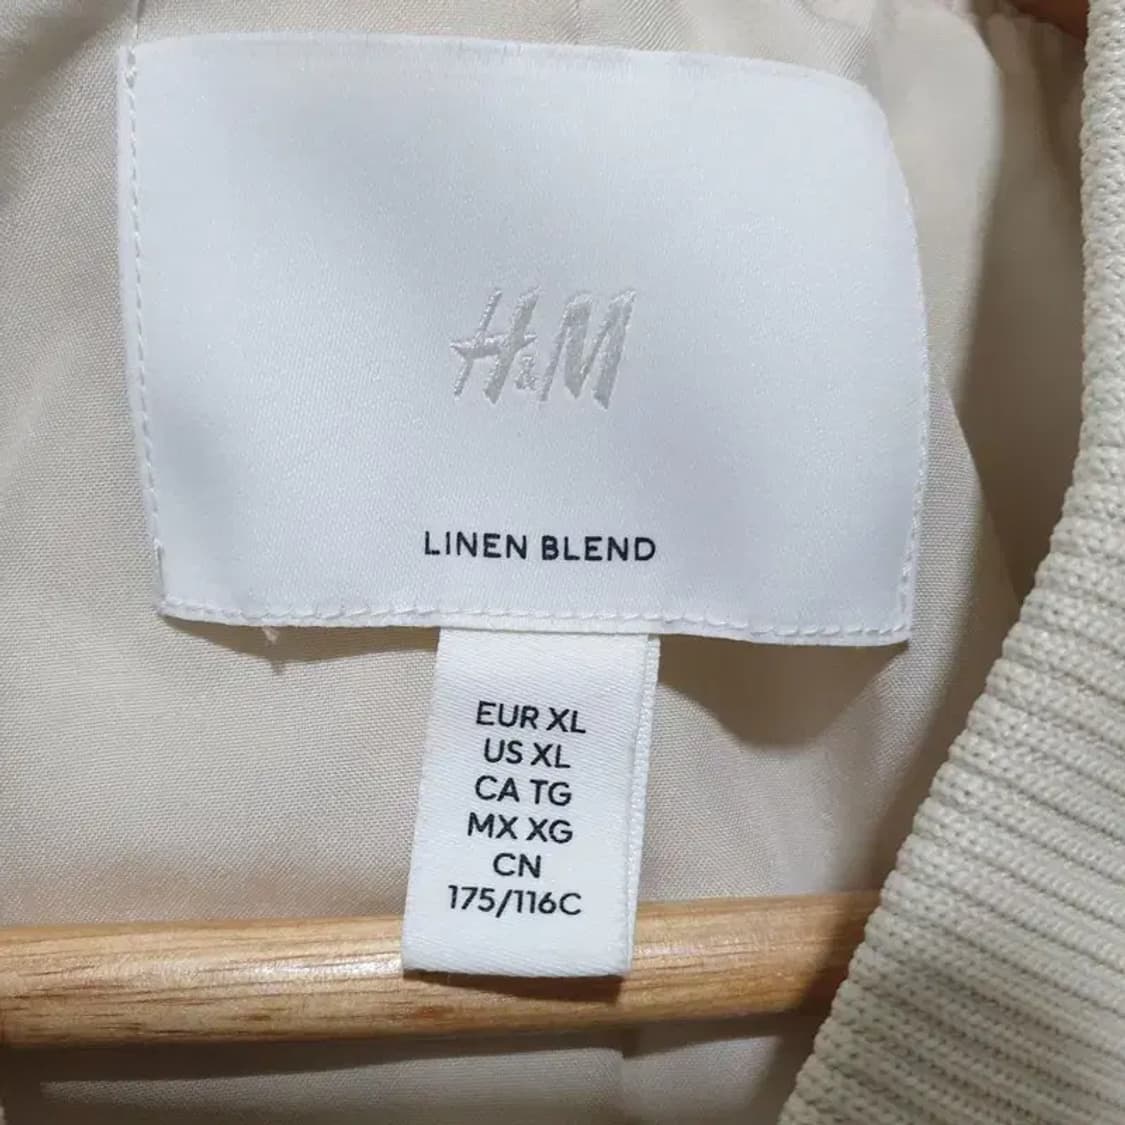 H&M
LINEN BLEND
EUR XL
US XL
CA TG
MX XG
CN
175/116C